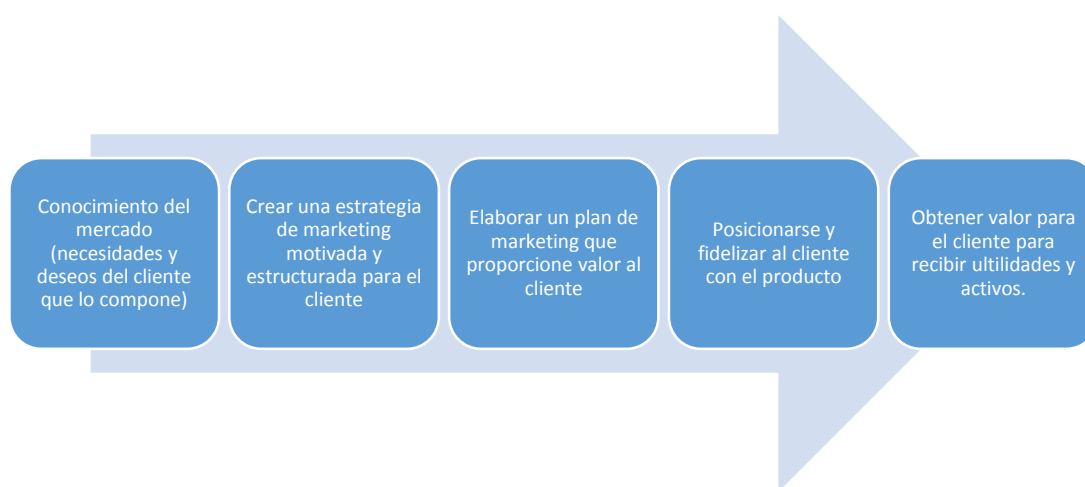 Conocimiento del
mercado
(necesidades y
deseos del cliente
que lo compone)
Crear una estrategia
de marketing
motivada y
estructurada para el
cliente
Elaborar un plan de
marketing que
proporcione valor al
cliente
Posicionarse y
fidelizar al cliente
con el producto
Obtener valor para
el cliente para
recibir ultilidades y
activos.